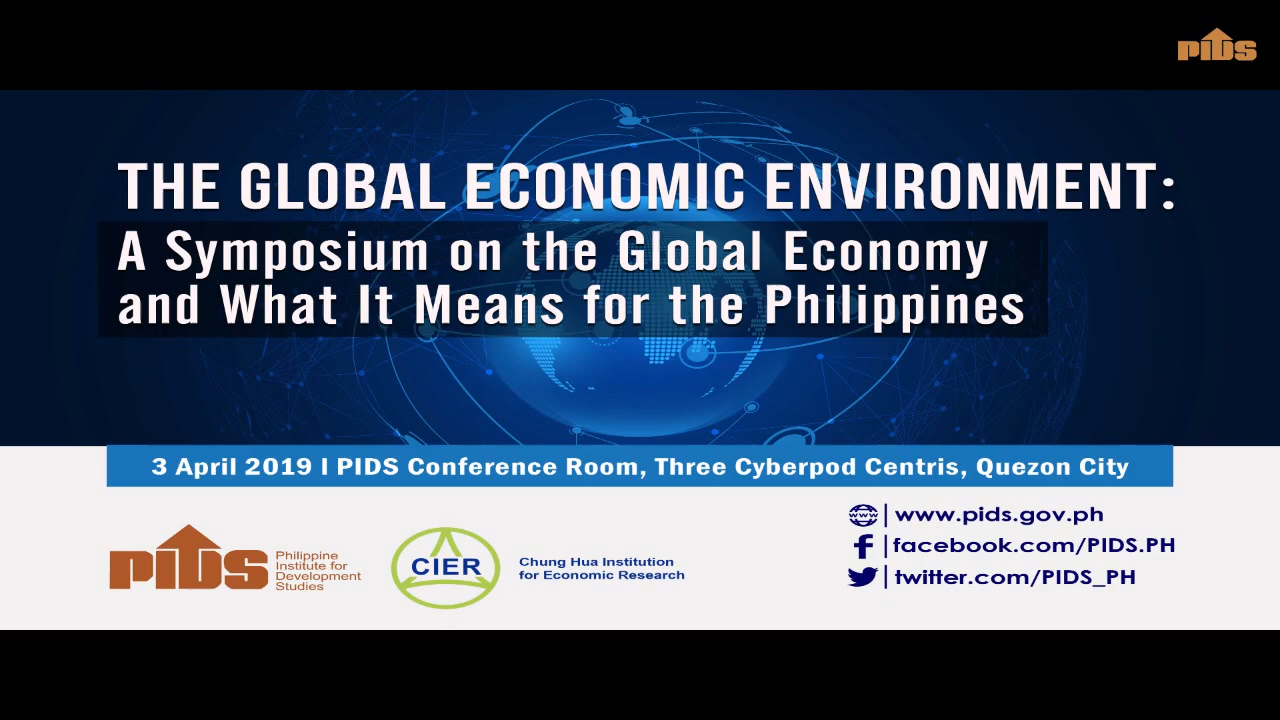 PIDS
THE GLOBAL ECONOMIC ENVIRONMENT:
A Symposium on the Global Economy
and What It Means for the Philippines
3 April 2019 I PIDS Conference Room, Three Cyberpod Centris, Quezon City
PIDS
Philippine
Institute for
Development
Studies
CIER
Chung Hua Institution
for Economic Research
www
www.pids.gov.ph
facebook.com/PIDS.PH
twitter.com/PIDS_PH